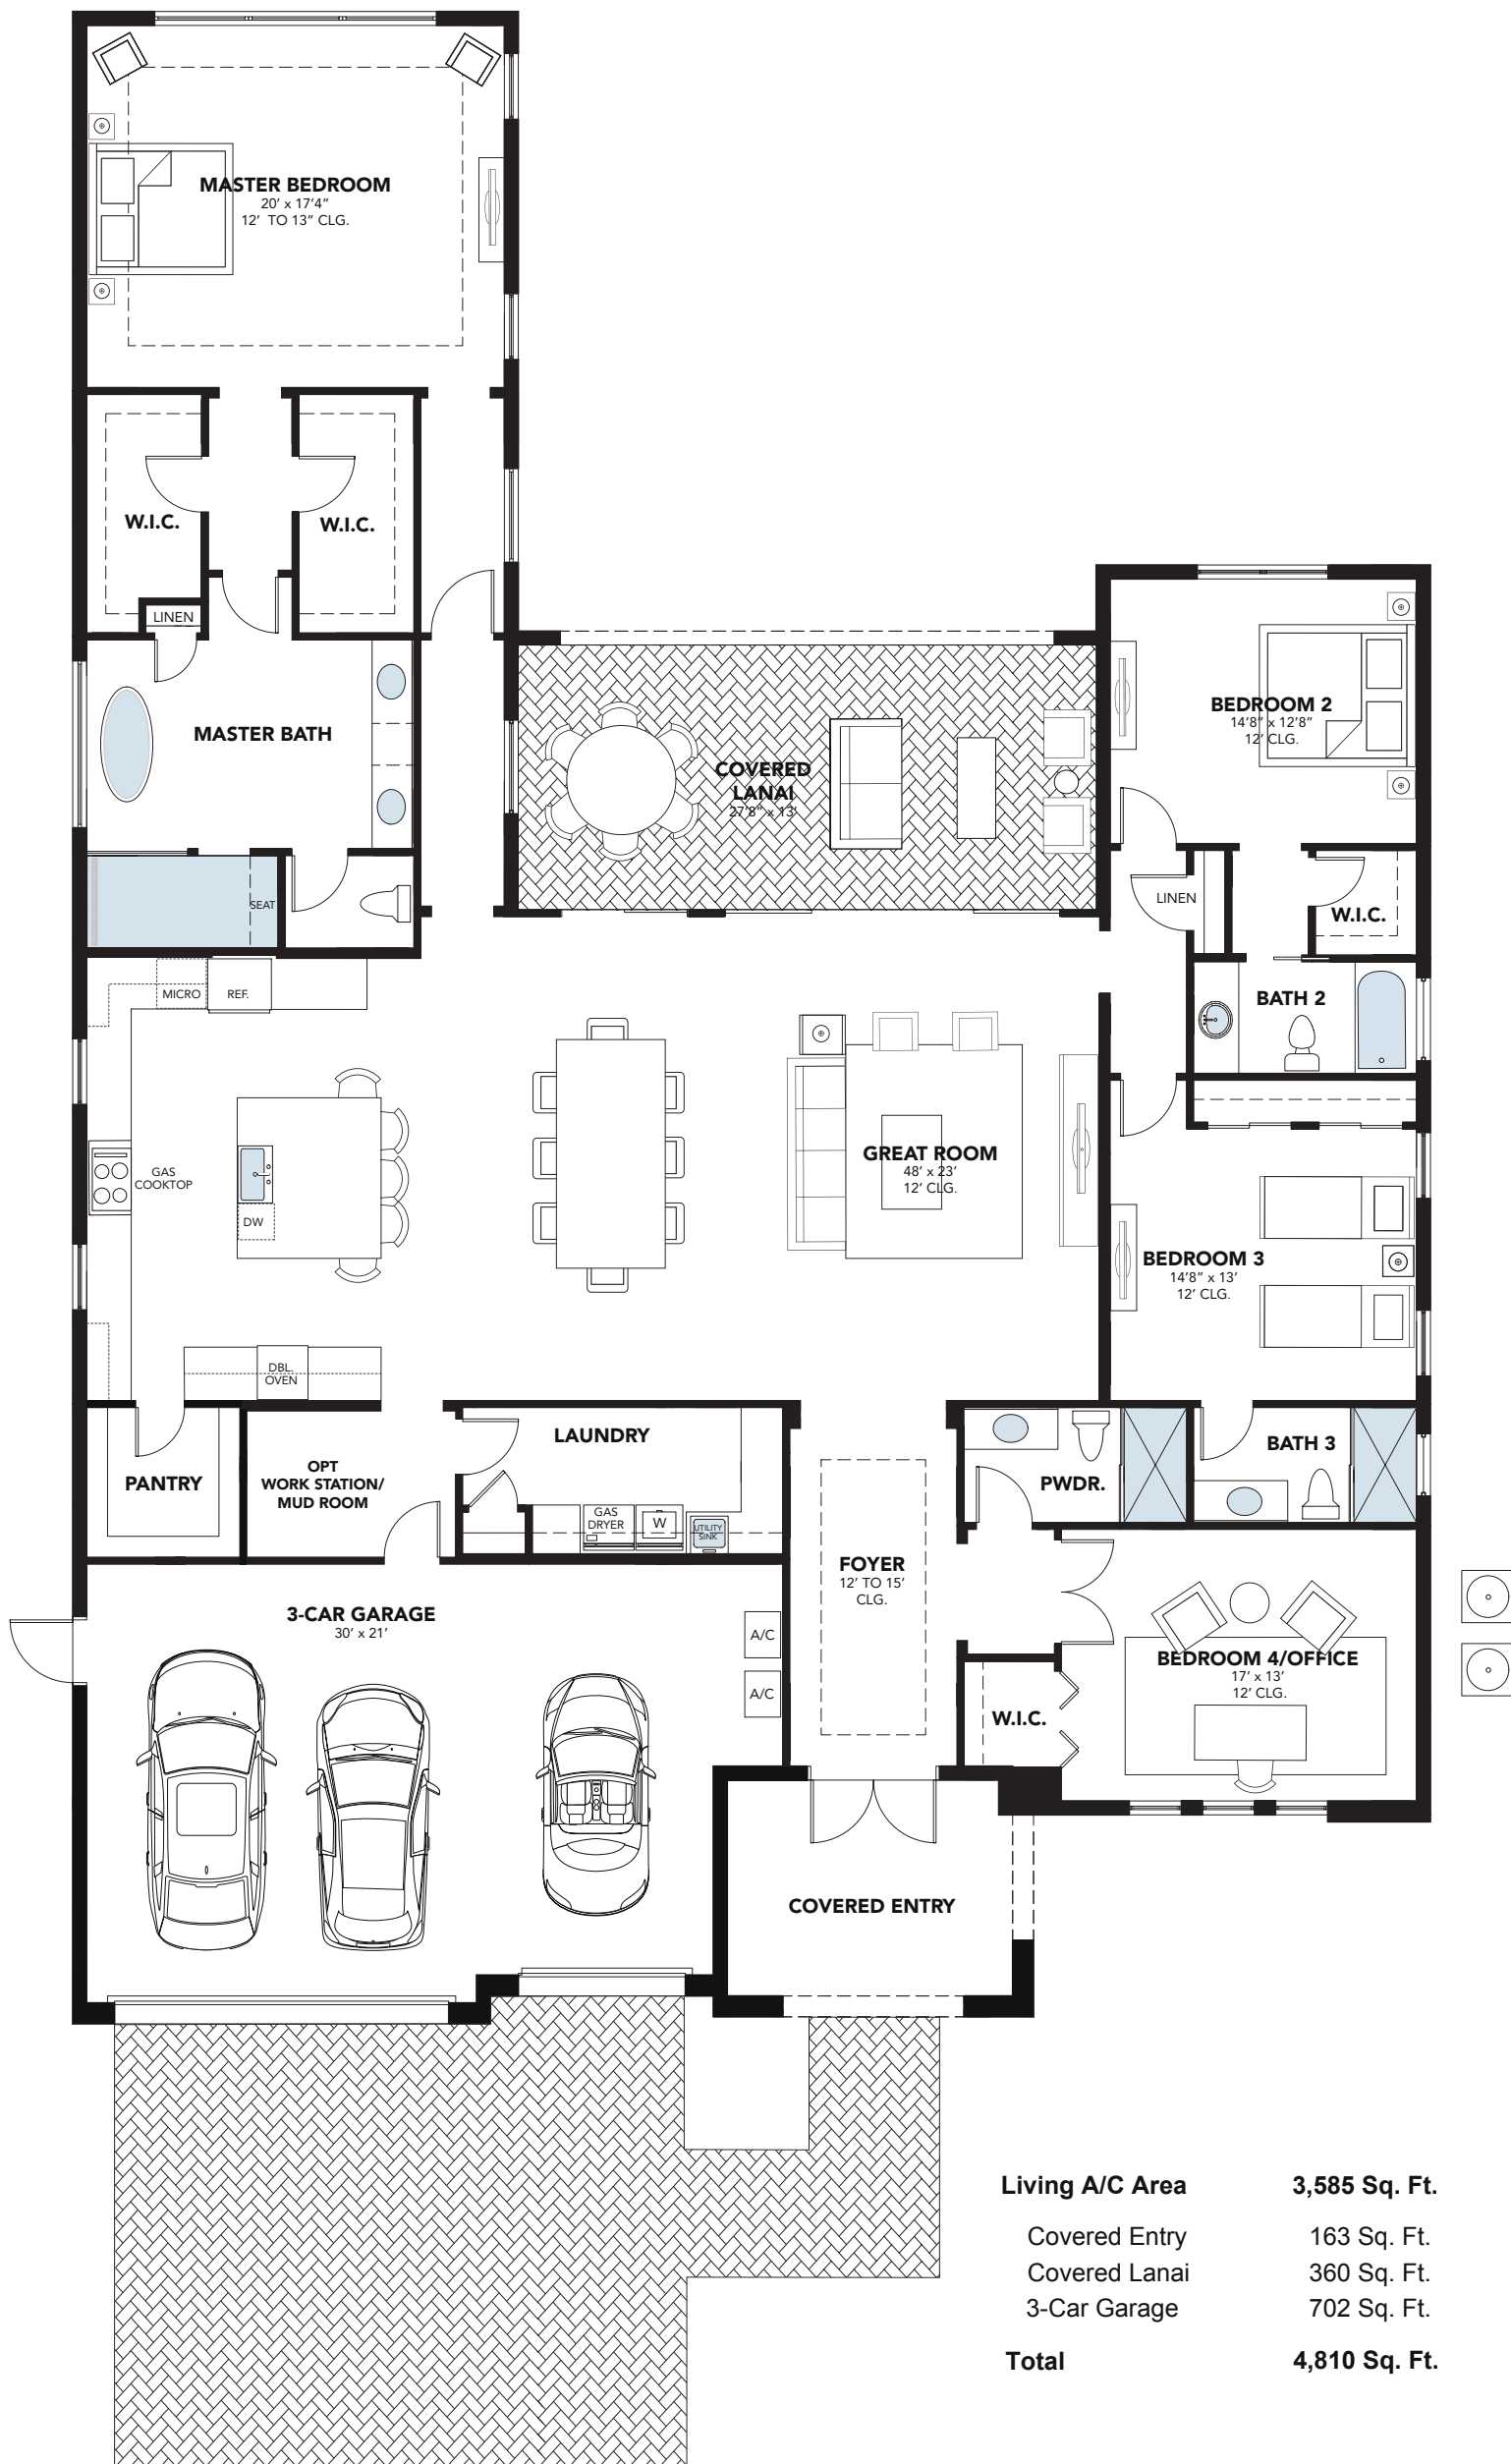 MASTER BEDROOM
20' x 17'4"
12' TO 13" CLG.
W.I.C.
W.I.C.
LINEN
MASTER BATH
SEAT
COVERED
LANAI
27'8" x 13'
BEDROOM 2
14'8" x 12'8"
12' CLG.
LINEN
W.I.C.
BATH 2
MICRO
REF.
GAS
COOKTOP
DW
GREAT ROOM
48' x 23'
12' CLG.
BEDROOM 3
14'8" x 13'
12' CLG.
DBL.
OVEN
PANTRY
OPT
WORK STATION/
MUD ROOM
LAUNDRY
GAS
DRYER
W
UTILITY
SINK
PWDR.
BATH 3
FOYER
12' TO 15'
CLG.
3-CAR GARAGE
30' x 21'
A/C
A/C
W.I.C.
BEDROOM 4/OFFICE
17' x 13'
12' CLG.
COVERED ENTRY
Living A/C Area 3,585 Sq. Ft.
Covered Entry 163 Sq. Ft.
Covered Lanai 360 Sq. Ft.
3-Car Garage 702 Sq. Ft.
Total 4,810 Sq. Ft.